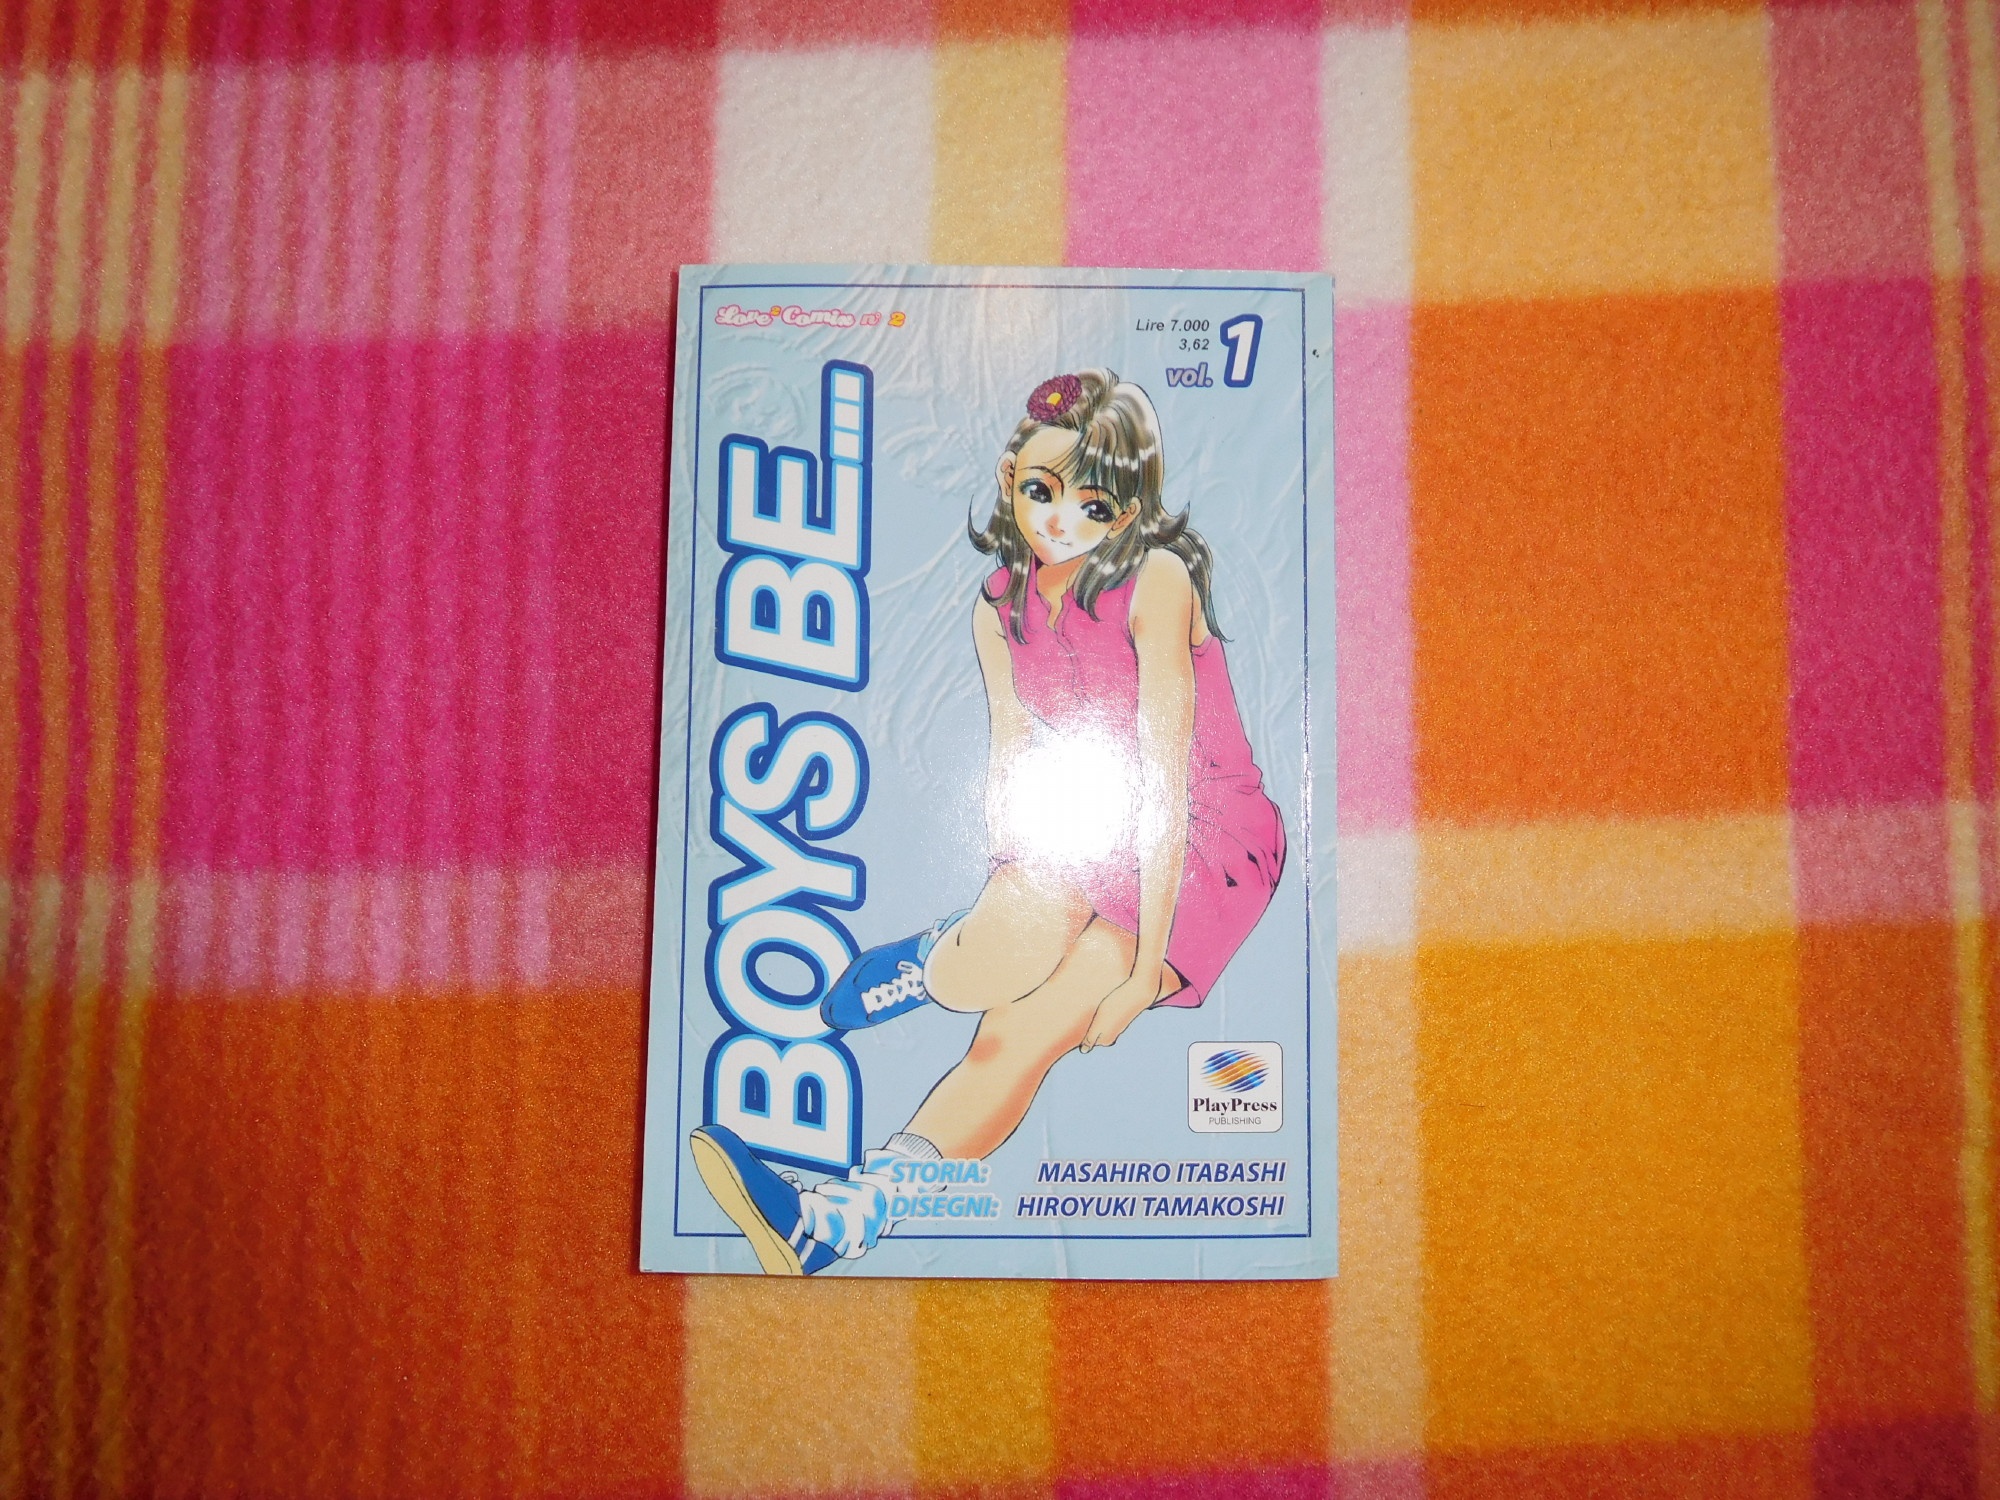 Love² Comix n° 2
Lire 7.000
3,62
vol. 1
BOYS BE...
PlayPress
PUBLISHING
STORIA: MASAHIRO ITABASHI
DISEGNI: HIROYUKI TAMAKOSHI